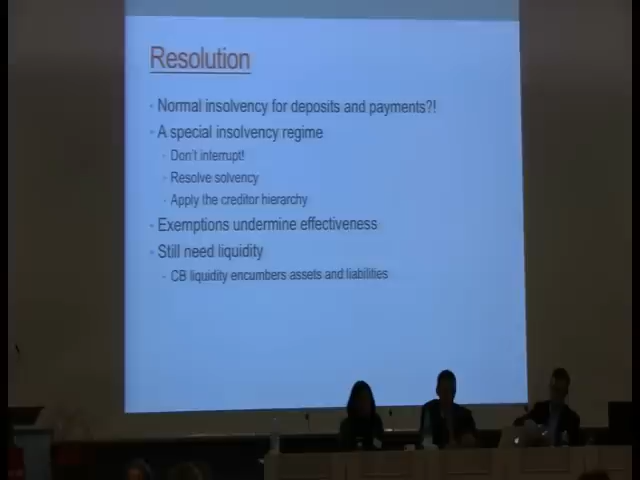 Resolution
Normal insolvency for deposits and payments?!
A special insolvency regime
Don't interrupt!
Resolve solvency
Apply the creditor hierarchy
Exemptions undermine effectiveness
Still need liquidity
CB liquidity encumbers assets and liabilities